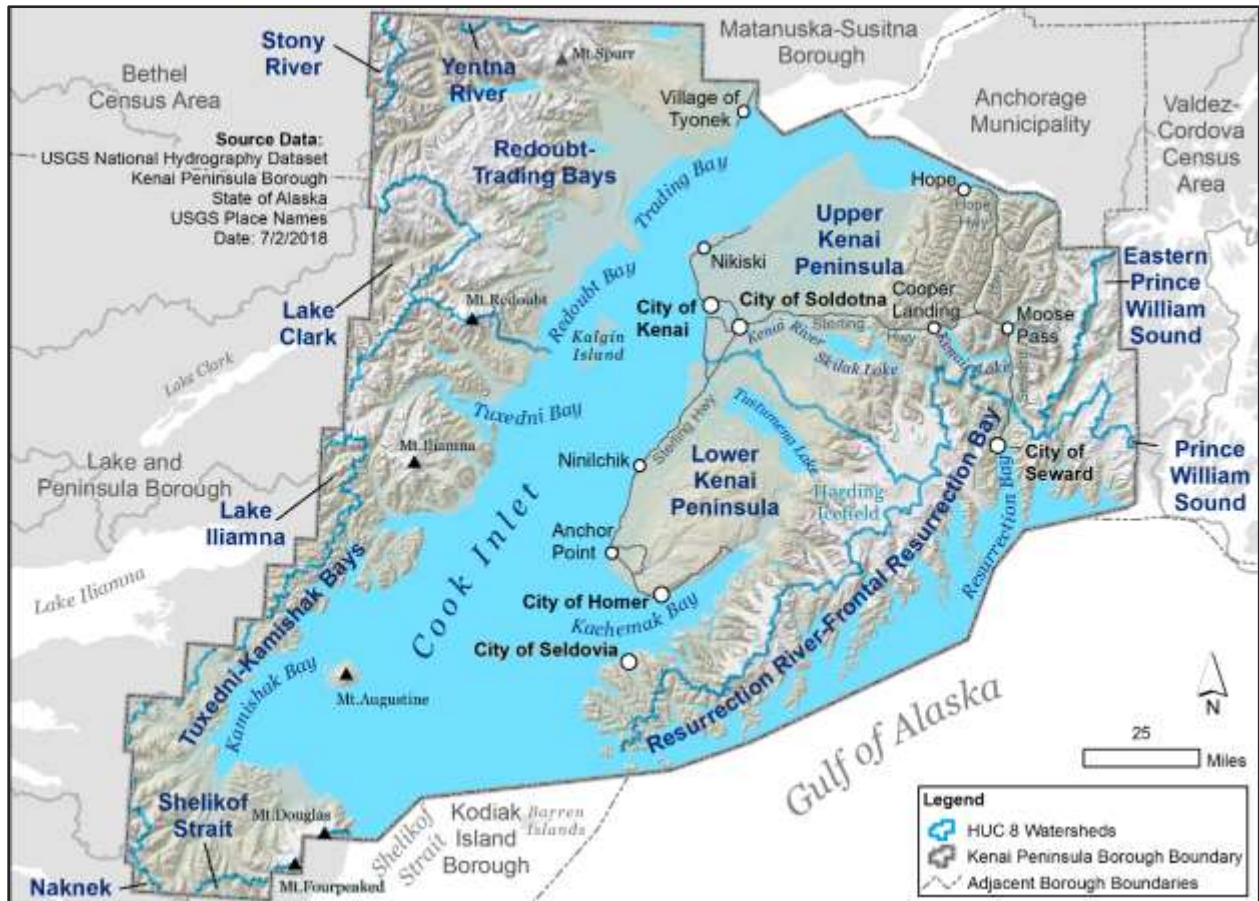 Stony
River
Yentna
River
Mt.Spurr
Matanuska-Susitna
Borough
Bethel
Census Area
Village of
Tyonek
Anchorage
Municipality
Valdez-
Cordova
Census
Area
Source Data:
USGS National Hydrography Dataset
Kenai Peninsula Borough
State of Alaska
USGS Place Names
Date: 7/2/2018
Redoubt-
Trading Bays
Trading Bay
Hope
Hope
Hwy
Upper
Kenai
Peninsula
Nikiski
Eastern
Prince
William
Sound
Redoubt Bay
City of
Kenai
City of Soldotna
Cooper
Landing
Moose
Pass
Lake
Clark
Mt.Redoubt
Kalgin
Island
Kenia River
Sterling
Hwy
Skilak Lake
Kenai Lake
Lake Clark
Tuxedni Bay
Tustumena Lake
Sterling Hwy
Mt.Iliamna
Ninilchik
Lower
Kenai
Peninsula
Harding
Icefield
City of
Seward
Prince
William
Sound
Lake and
Peninsula Borough
Lake
Iliamna
Cook Inlet
Resurrection Bay
Anchor
Point
Lake Iliamna
Tuxedni-Kamishak Bays
City of Homer
Kachemak Bay
City of Seldovia
Resurrection River-Frontal Resurrection Bay
Kamishak Bay
Mt.Augustine
Gulf of Alaska
N
25
Miles
Shelikof
Strait
Mt.Douglas
Shelikof
Strait
Kodiak
Island
Borough
Barren
Islands
Naknek
Mt.Fourpeaked
Legend
HUC 8 Watersheds
Kenai Peninsula Borough Boundary
Adjacent Borough Boundaries